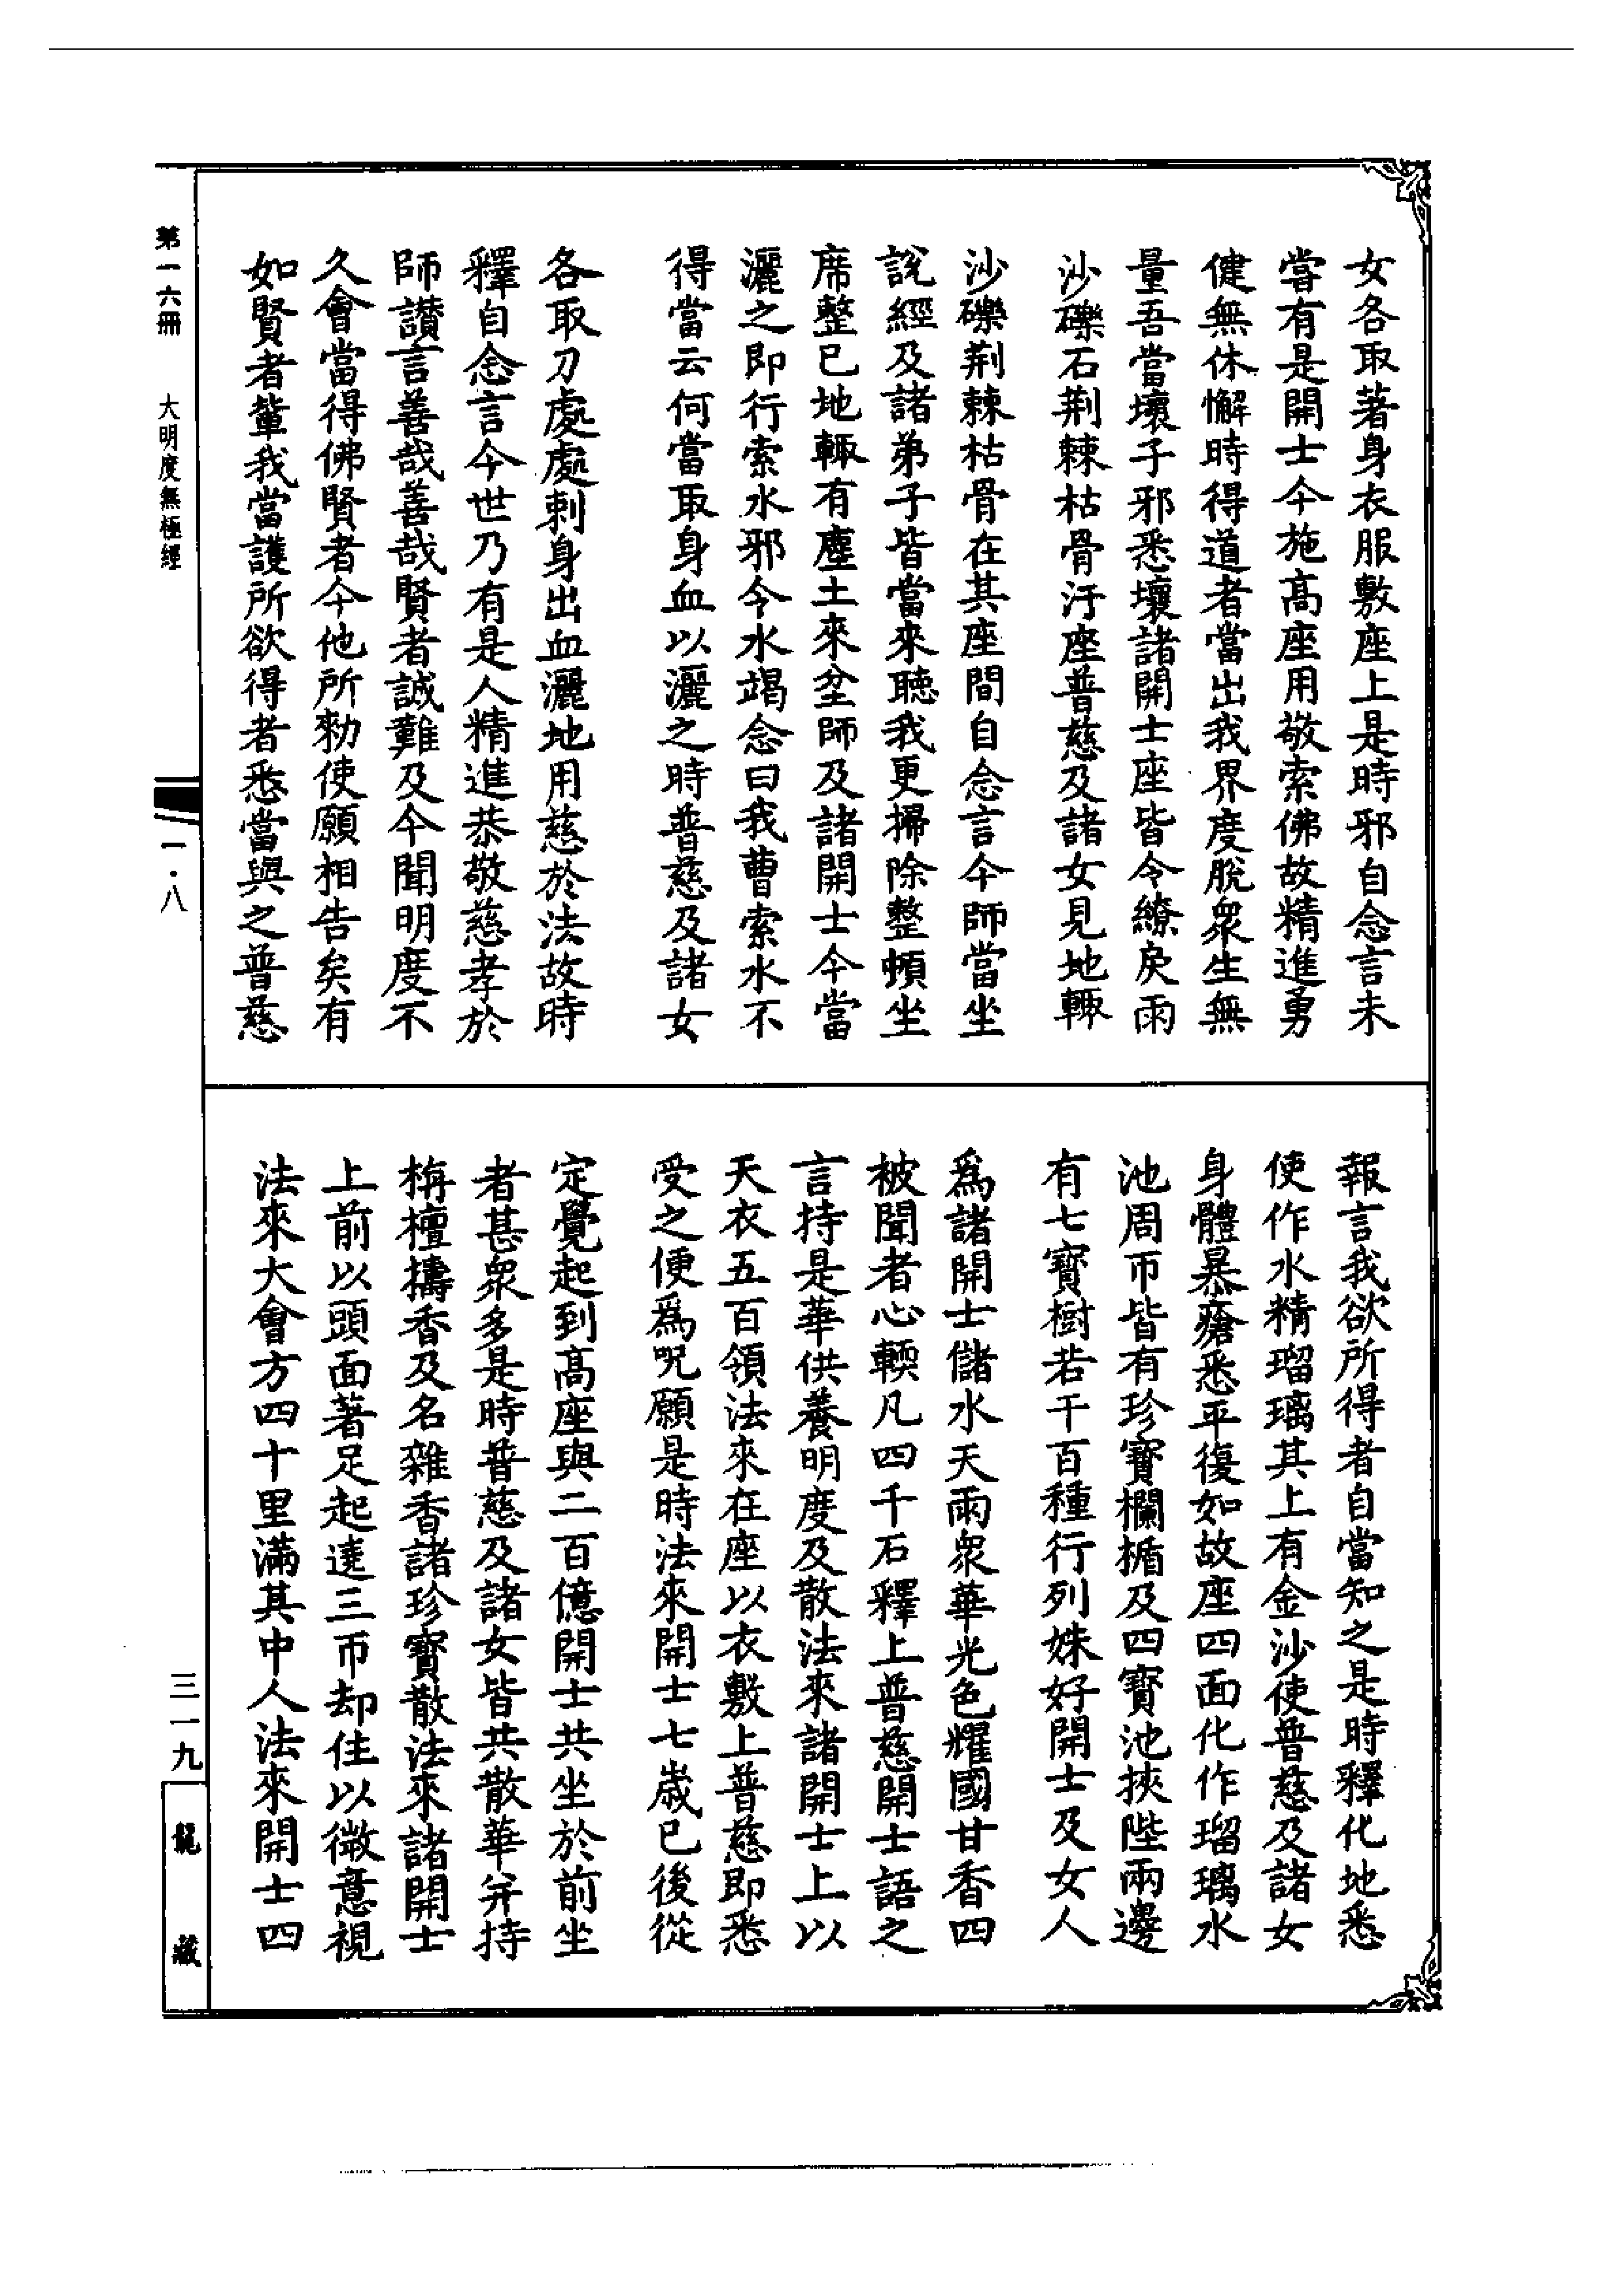 女各取著身衣服敷座上是時邪自念言未
甞有是開士今施高座用敬索佛故精進勇
健無休懈時得道者當出我界度脫衆生無
量吾當壞子邪悉壞諸開士座皆令繚戾雨
沙礫石荆棘枯骨汙座普慈及諸女見地輙
沙礫荆棘枯骨在其座間自念言今師當坐
說經及諸弟子皆當來聽我更掃除整頓坐
席整已地輙有塵土來坌師及諸開士今當
灑之即行索水邪令水竭念曰我曹索水不
得當云何當取身血以灑之時普慈及諸女
各取刀處處刺身出血灑地用慈於法故時
釋自念言今世乃有是人精進恭敬慈孝於
師讃言善哉善哉賢者誠難及今聞明度不
久會當得佛賢者今他所勑使願相告矣有
如賢者輩我當護所欲得者悉當與之普慈
報言我欲所得者自當知之是時釋化地悉
使作水精瑠璃其上有金沙使普慈及諸女
身體暴瘡悉平復如故座四面化作瑠璃水
池周帀皆有珍寶欄楯及四寶池挾陛兩邊
有七寶樹若干百種行列姝好開士及女人
爲諸開士儲水天雨衆華光色耀國甘香四
被聞者心輭凡四千石釋上普慈開士語之
言持是華供養明度及散法來諸開士上以
天衣五百領法來在座以衣敷上普慈即悉
受之便爲呪願是時法來開士七歲已後從
定覺起到高座與二百億開士共坐於前坐
者甚衆多是時普慈及諸女皆共散華并持
栴檀擣香及名雜香諸珍寶散法來諸開士
上前以頭面著足起遶三帀却住以微意視
法來大會方四十里滿其中人法來開士四
第一六冊
大明度無極經
一·八
三一九
龍藏